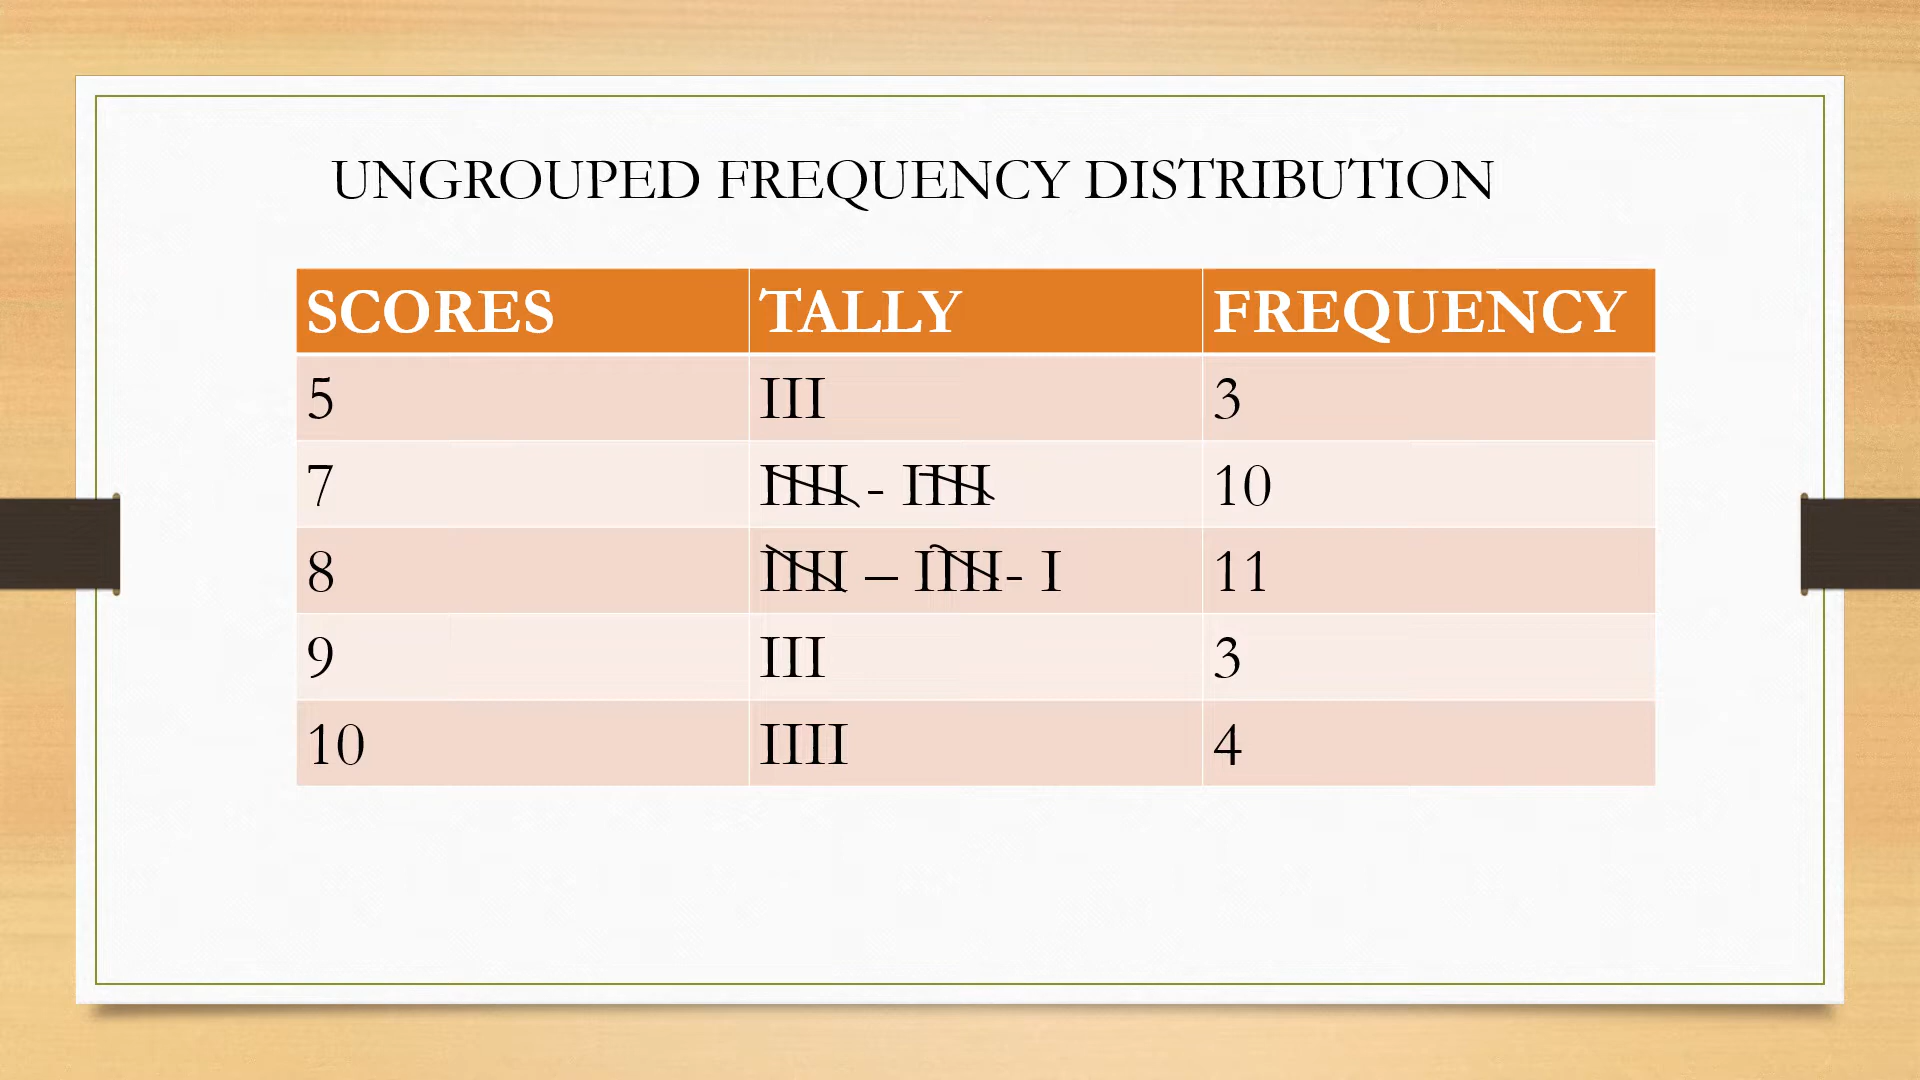 UNGROUPED FREQUENCY DISTRIBUTION
SCORES TALLY FREQUENCY
5 III 3
7 IIII - IIII 10
8 IIII – IIII- I 11
9 III 3
10 IIII 4